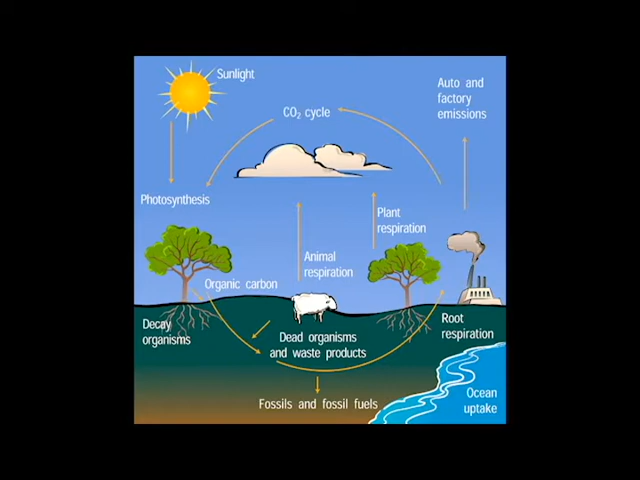 Sunlight
Auto and
factory
emissions
CO₂ cycle
Photosynthesis
Plant
respiration
Animal
respiration
Organic carbon
Decay
organisms
Dead organisms
and waste products
Root
respiration
Fossils and fossil fuels
Ocean
uptake